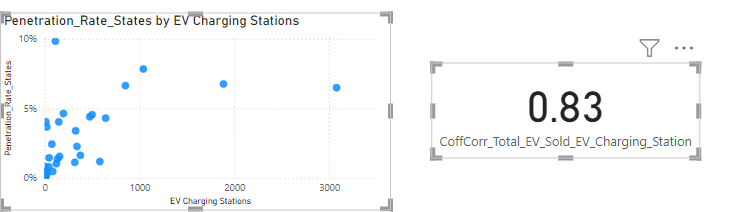 Penetration_Rate_States by EV Charging Stations
10%
5%
0%
Penetration_Rate_States
0 1000 2000 3000
EV Charging Stations
0.83
CoffCorr_Total_EV_Sold_EV_Charging_Station